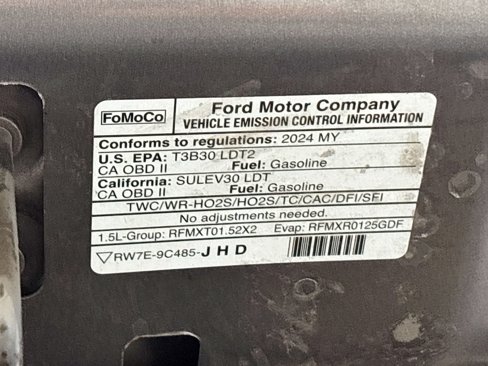 FoMoCo
Ford Motor Company
VEHICLE EMISSION CONTROL INFORMATION
Conforms to regulations: 2024 MY
U.S. EPA: T3B30 LDT2
CA OBD II Fuel: Gasoline
California: SULEV30 LDT
CA OBD II Fuel: Gasoline
TWC/WR-HO2S/HO2S/TC/CAC/DFI/SFI
No adjustments needed.
1.5L-Group: RFMXT01.52X2 Evap: RFMXR0125GDF
RW7E-9C485-JHD